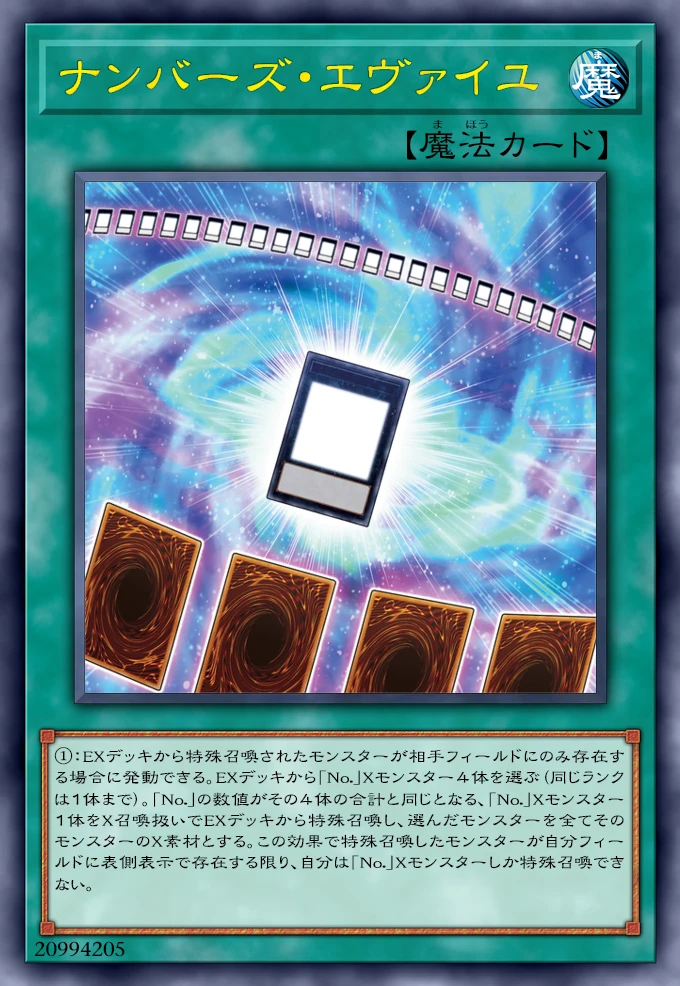 ナンバーズ・エヴァイユ
魔
ま
【魔法カード】
ま ほう
①：EXデッキから特殊召喚されたモンスターが相手フィールドにのみ存在す
る場合に発動できる。EXデッキから「No.」Xモンスター４体を選ぶ（同じランク
は１体まで）。「No.」の数値がその４体の合計と同じとなる、「No.」Xモンスター
１体をX召喚扱いでEXデッキから特殊召喚し、選んだモンスターを全てその
モンスターのX素材とする。この効果で特殊召喚したモンスターが自分フィー
ルドに表側表示で存在する限り、自分は「No.」Xモンスターしか特殊召喚でき
ない。
20994205